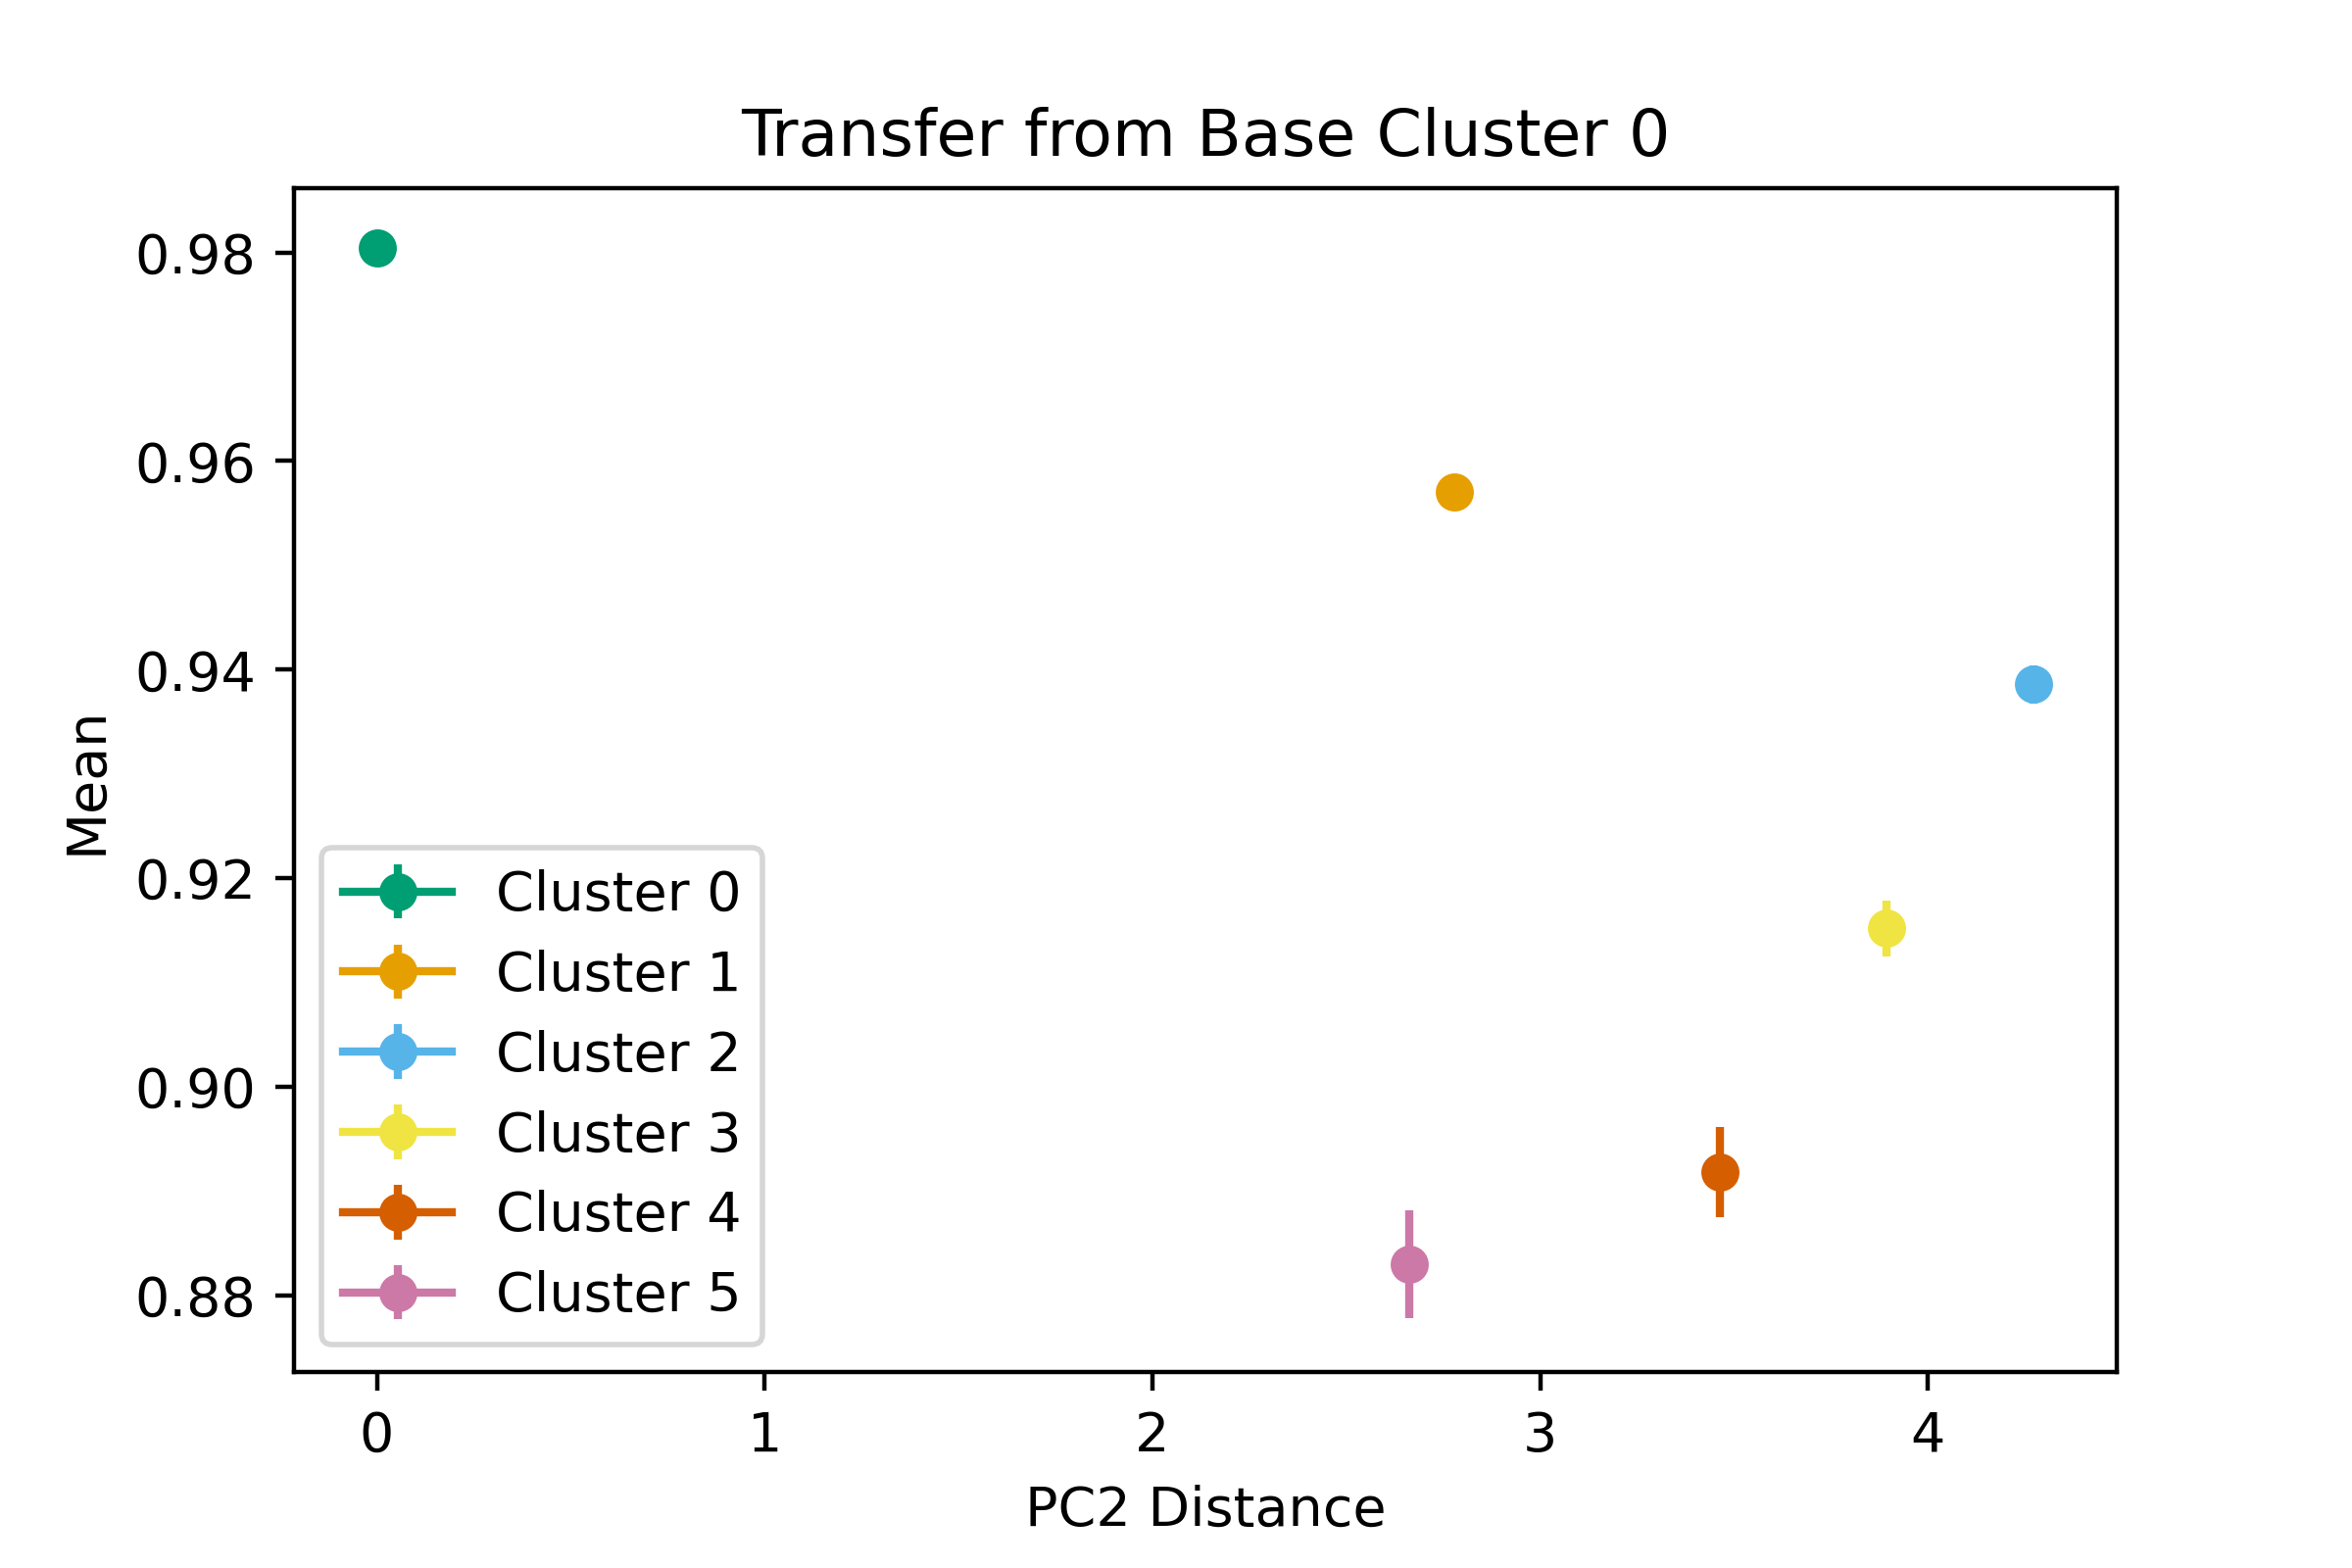 Transfer from Base Cluster 0
0.98
0.96
0.94
0.92
0.90
0.88
Mean
Cluster 0
Cluster 1
Cluster 2
Cluster 3
Cluster 4
Cluster 5
0 1 2 3 4
PC2 Distance